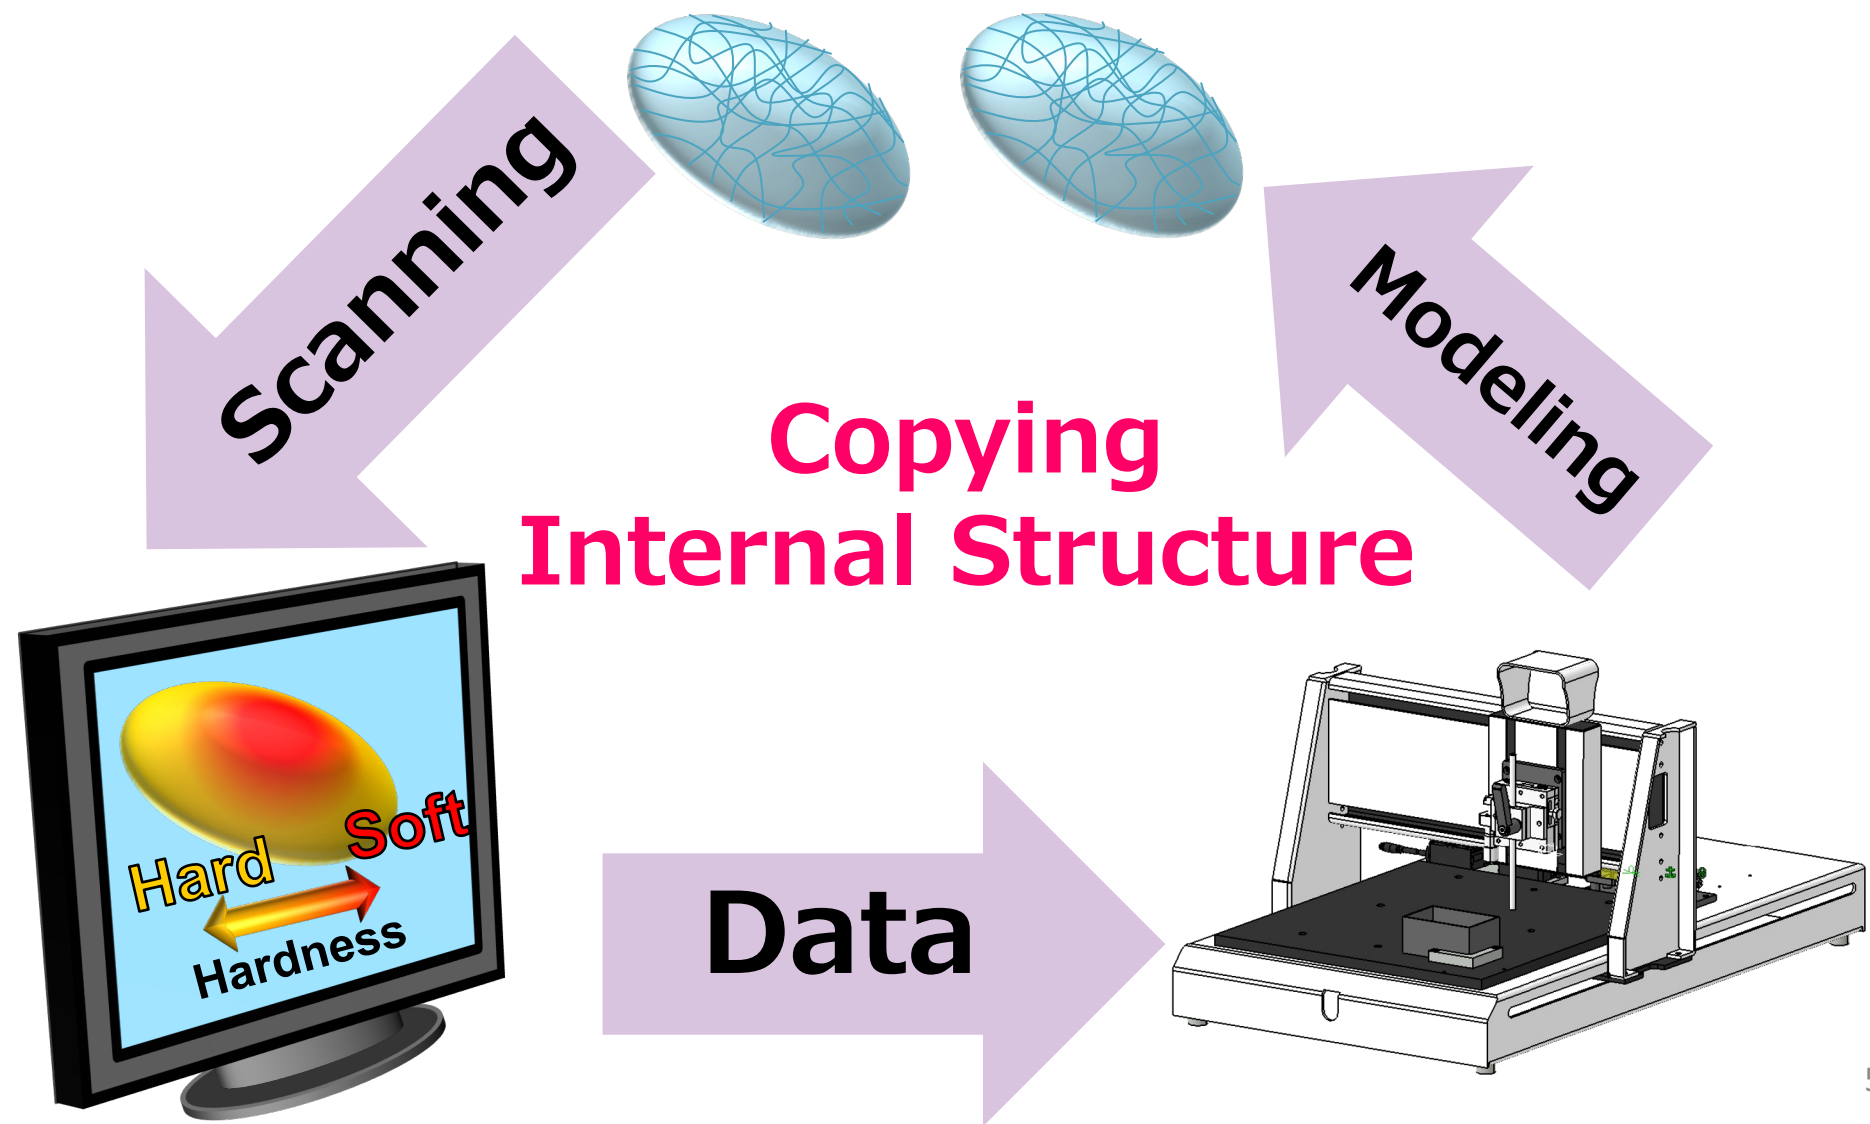 Scanning
Modeling
Copying
Internal Structure
Hard
Soft
Hardness
Data